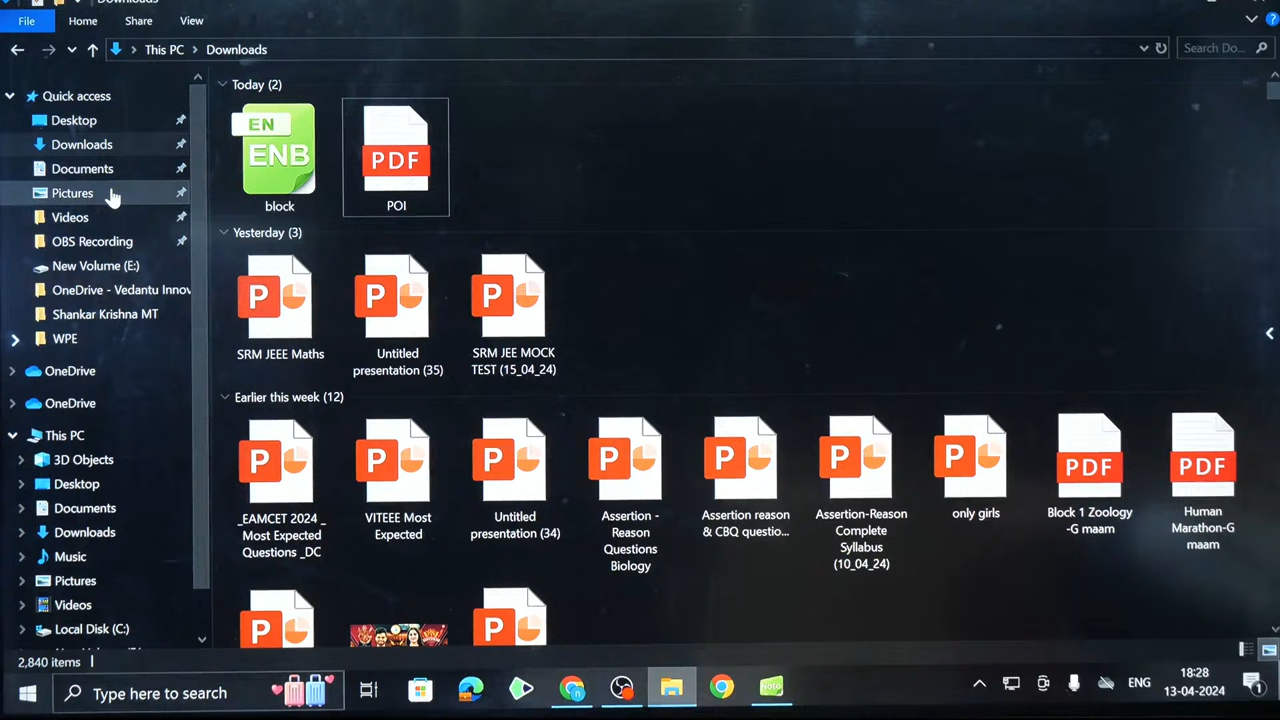 Downloads
File Home Share View
This PC Downloads
Search Do...
Quick access
Desktop
Downloads
Documents
Pictures
Videos
OBS Recording
New Volume (E:)
OneDrive - Vedantu Innov
Shankar Krishna MT
WPE
OneDrive
OneDrive
This PC
3D Objects
Desktop
Documents
Downloads
Music
Pictures
Videos
Local Disk (C:)
Today (2)
EN
ENB
block
PDF
POI
Yesterday (3)
P
SRM JEEE Maths
P
Untitled
presentation (35)
P
SRM JEE MOCK
TEST (15_04_24)
Earlier this week (12)
P
_EAMCET 2024 _
Most Expected
Questions _DC
P
VITEEE Most
Expected
P
Untitled
presentation (34)
P
Assertion -
Reason
Questions
Biology
P
Assertion reason
& CBQ questio...
P
Assertion-Reason
Complete
Syllabus
(10_04_24)
P
only girls
PDF
Block 1 Zoology
-G maam
PDF
Human
Marathon-G
maam
P
P
2,840 items
Type here to search
Note
ENG
18:28
13-04-2024
1